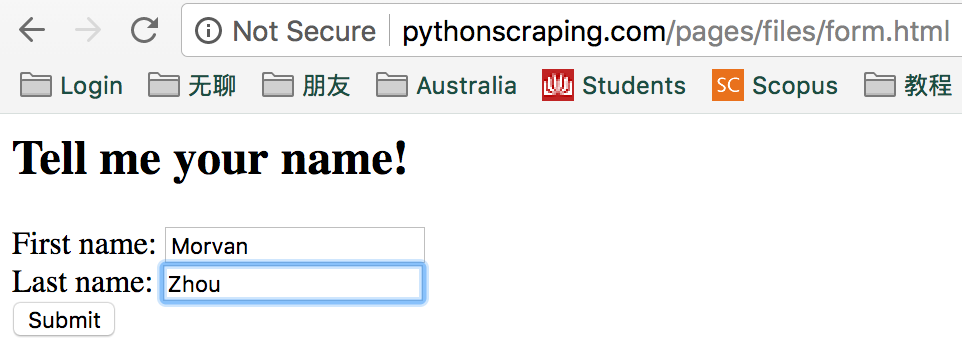 Not Secure pythonscraping.com/pages/files/form.html
Login 无聊 朋友 Australia Students SC Scopus 教程
Tell me your name!
First name: Morvan
Last name: Zhou
Submit